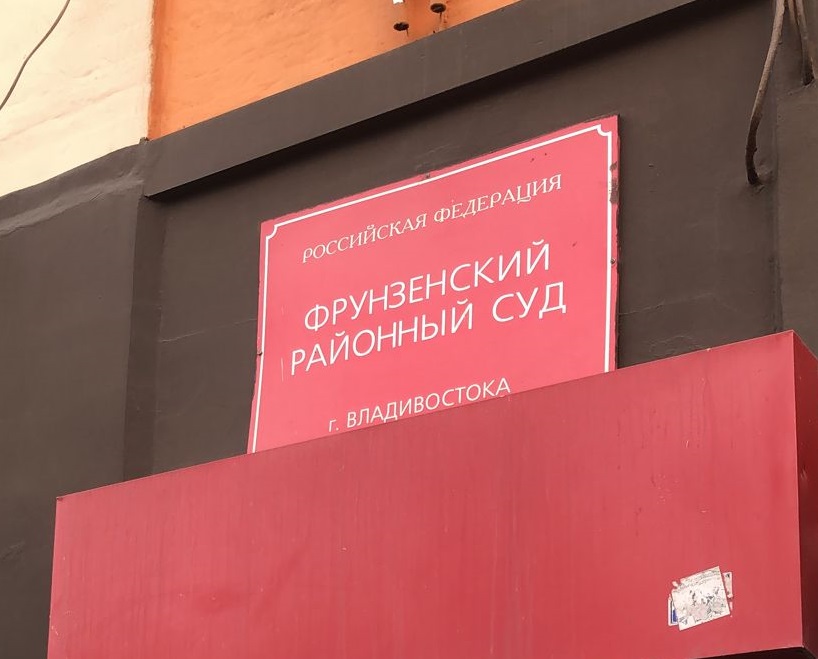 РОССИЙСКАЯ ФЕДЕРАЦИЯ
ФРУНЗЕНСКИЙ
РАЙОННЫЙ СУД
г. ВЛАДИВОСТОКА